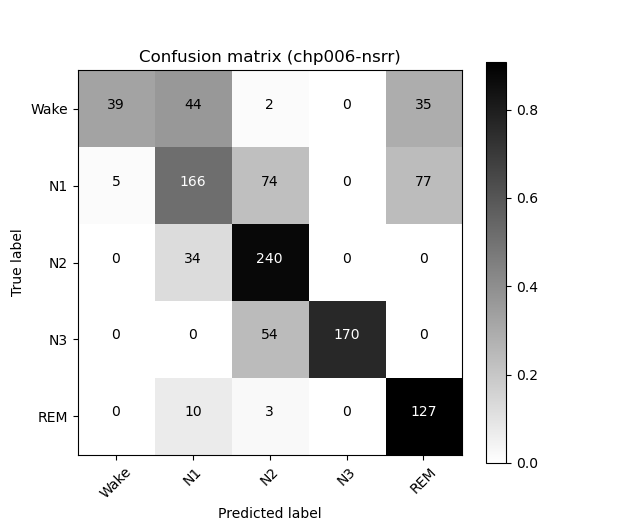 Confusion matrix (chp006-nsrr)
Wake 39 44 2 0 35
N1 5 166 74 0 77
N2 0 34 240 0 0
N3 0 0 54 170 0
REM 0 10 3 0 127
Wake N1 N2 N3 REM
True label
Predicted label
0.8
0.6
0.4
0.2
0.0